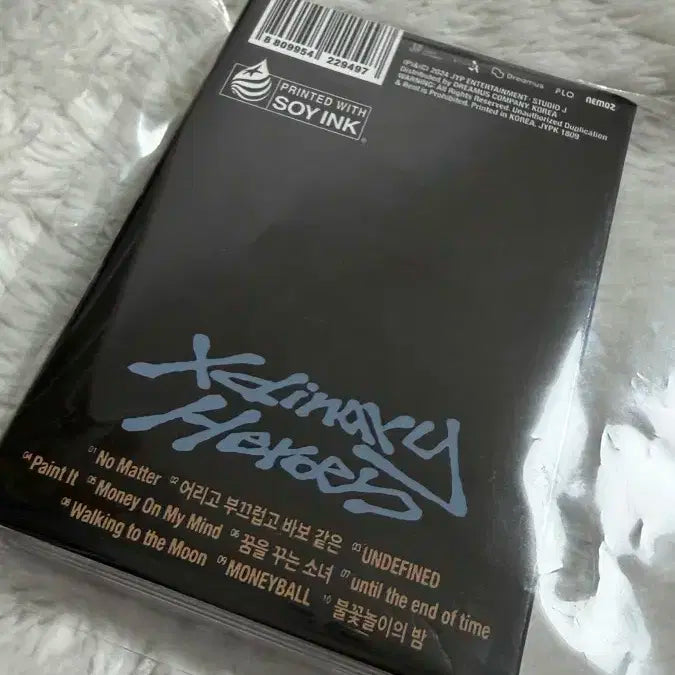 8 809954 229497
PRINTED WITH
SOY INK
Dreamus FLO NEMOZ
(P)&(C) 2024 JYP ENTERTAINMENT. STUDIO J
Distributed by DREAMUS COMPANY. KOREA
WARNING: All Rights Reserved. Unauthorized Duplication
& Rent is Prohibited. Printed in KOREA. JYPK 1809
Xdinary
Heroes
01 No Matter 02 어리고 부끄럽고 바보 같은 03 UNDEFINED
04 Paint It 05 Money On My Mind 06 꿈을 꾸는 소녀 07 until the end of time
08 Walking to the Moon 09 MONEYBALL 10 불꽃놀이의 밤